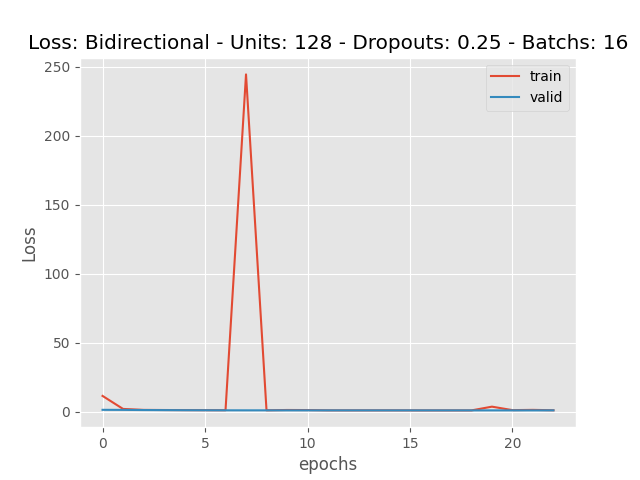 Loss: Bidirectional - Units: 128 - Dropouts: 0.25 - Batchs: 16
250
200
150
100
50
0
Loss
train
valid
0 5 10 15 20
epochs